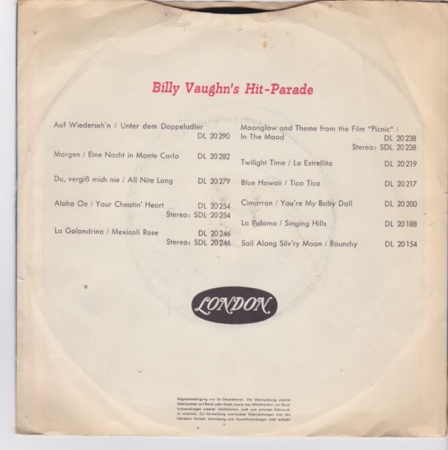 Billy Vaughn's Hit-Parade
Auf Wiederseh'n / Unter dem Doppeladler
DL 20 290
Morgen / Eine Nacht in Monte Carlo DL 20 282
Du, vergiß mich nie / All Nite Long DL 20 279
Aloha Oe / Your Cheatin' Heart DL 20 254
Stereo: SDL 20 254
La Golondrina / Mexicali Rose DL 20 246
Stereo: SDL 20 246
Moonglow and Theme from the Film "Picnic" /
In The Mood DL 20 238
Stereo: SDL 20 238
Twilight Time / La Estrellita DL 20 219
Blue Hawaii / Tico Tico DL 20 217
Cimarron / You're My Baby Doll DL 20 200
La Paloma / Singing Hills DL 20 188
Sail Along Silv'ry Moon / Raunchy DL 20 154
LONDON